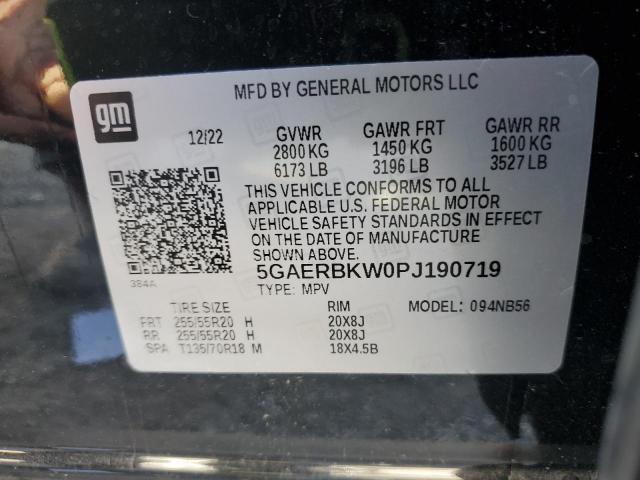 MFD BY GENERAL MOTORS LLC
gm
12/22 GVWR GAWR FRT GAWR RR
2800 KG 1450 KG 1600 KG
6173 LB 3196 LB 3527 LB
THIS VEHICLE CONFORMS TO ALL
APPLICABLE U.S. FEDERAL MOTOR
VEHICLE SAFETY STANDARDS IN EFFECT
ON THE DATE OF MANUFACTURE
SHOWN ABOVE.
384A
5GAERBKW0PJ190719
TYPE: MPV
TIRE SIZE RIM MODEL: 094NB56
FRT 255/55R20 H 20X8J
RR 255/55R20 H 20X8J
SPA T135/70R18 M 18X4.5B